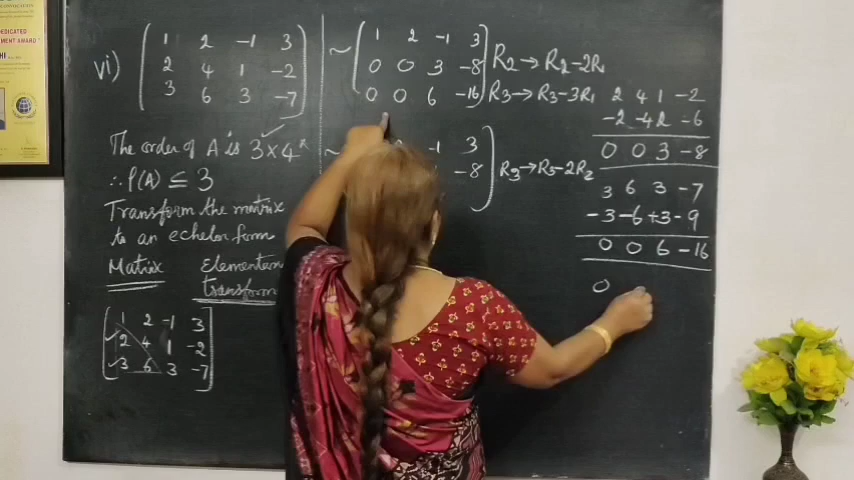 DEDICATED
MENT AWARD"
vi) 1 2 -1 3
2 4 1 -2
3 6 3 -7
The order of A is 3×4
∴ ρ(A) ≤ 3
Transform the matrix
to an echelon form
Matrix
1 2 -1 3
2 4 1 -2
3 6 3 -7
~ 1 2 -1 3
0 0 3 -8 R2→R2-2R1
0 0 6 -16 R3→R3-3R1
~ -1 3
-8 R3→R3-2R2
2 4 1 -2
-2 -4 2 -6
0 0 3 -8
3 6 3 -7
-3 -6 +3 -9
0 0 6 -16
0